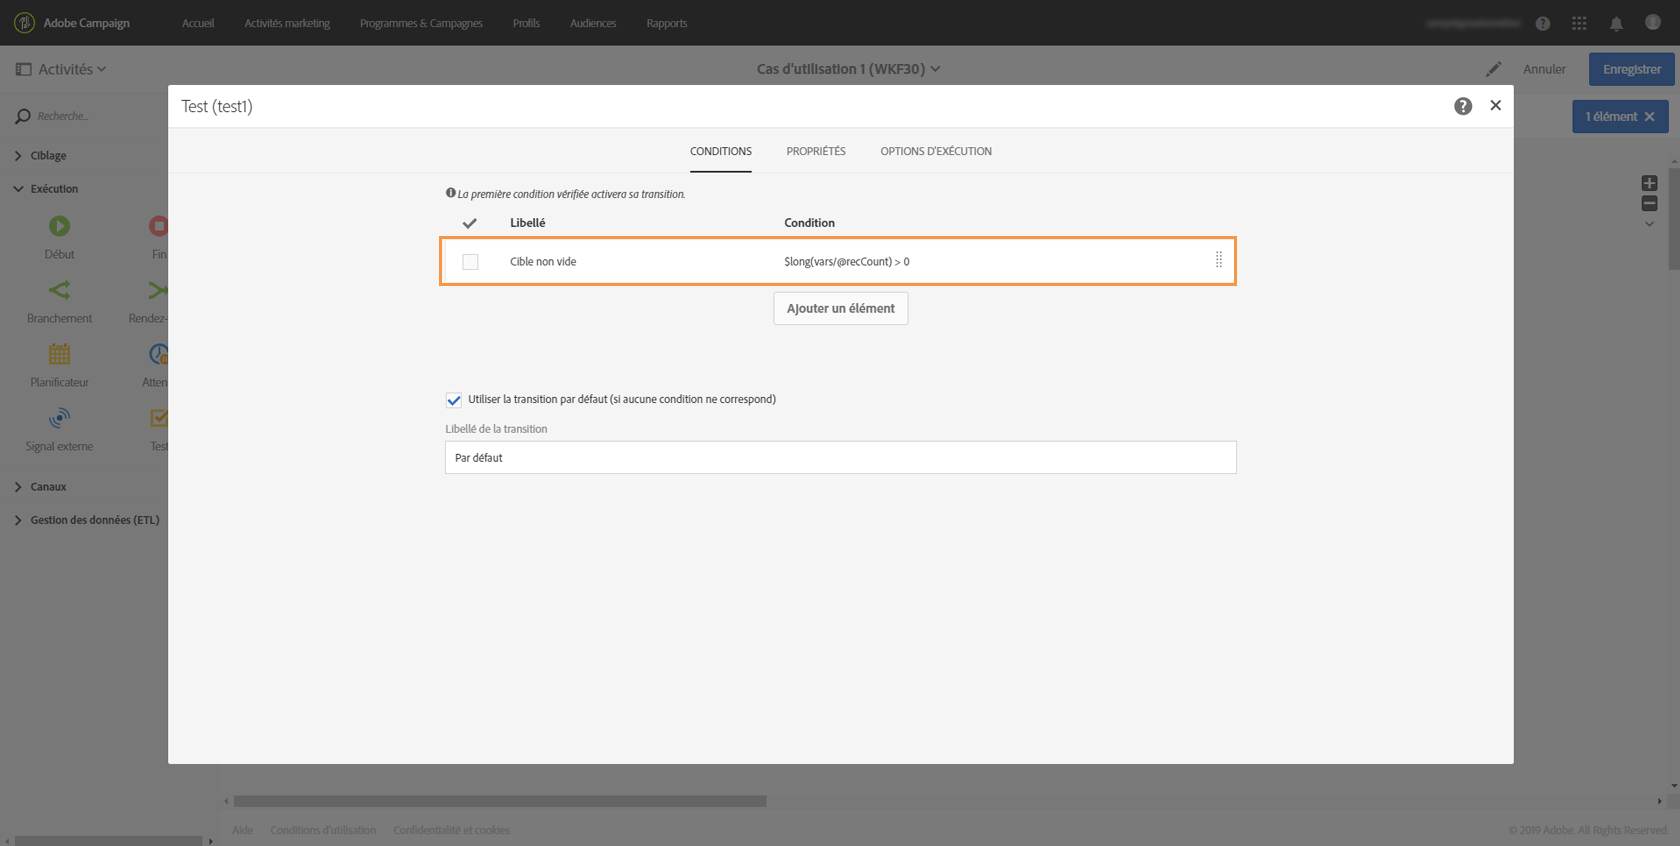 Adobe Campaign Accueil Activités marketing Programmes & Campagnes Profils Audiences Rapports
Activités Cas d'utilisation 1 (WKF30) Annuler Enregistrer
Test (test1)
Recherche...
1 élément
CONDITIONS PROPRIÉTÉS OPTIONS D'EXÉCUTION
Ciblage
Exécution
La première condition vérifiée activera sa transition.
Libellé Condition
Début Fin
Cible non vide $long(vars/@recCount) > 0
Ajouter un élément
Branchement Rendez-
Planificateur Atten
Utiliser la transition par défaut (si aucune condition ne correspond)
Libellé de la transition
Signal externe Test
Par défaut
Canaux
Gestion des données (ETL)
Aide Conditions d'utilisation Confidentialité et cookies © 2019 Adobe. All Rights Reserved.